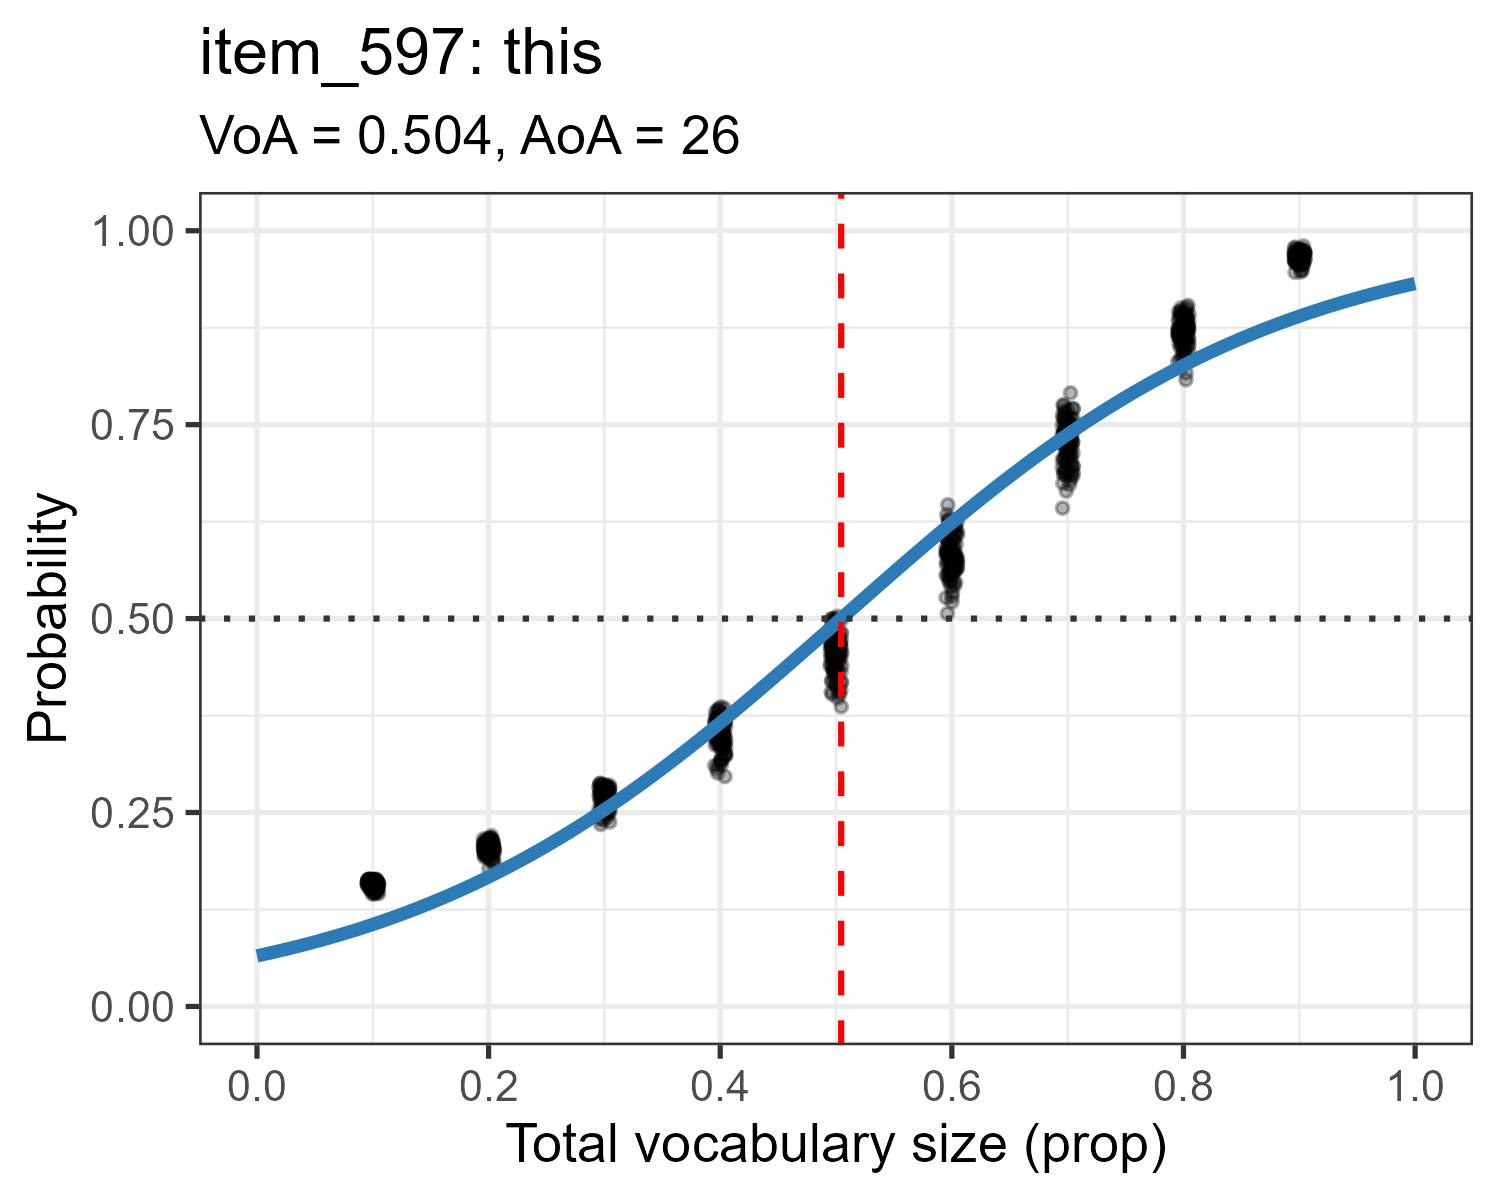 item_597: this
VoA = 0.504, AoA = 26
1.00
0.75
0.50
0.25
0.00
Probability
0.0 0.2 0.4 0.6 0.8 1.0
Total vocabulary size (prop)